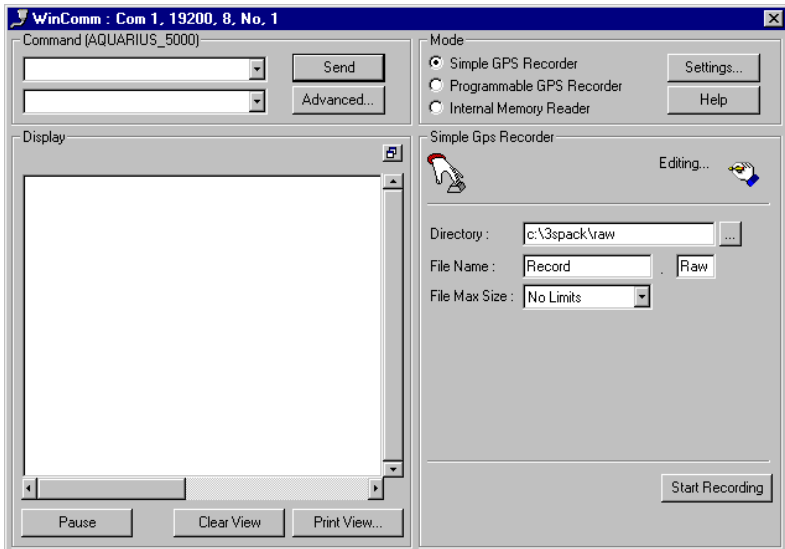 WinComm : Com 1, 19200, 8, No, 1
Command (AQUARIUS_5000)
Send
Advanced...
Mode
Simple GPS Recorder
Programmable GPS Recorder
Internal Memory Reader
Settings...
Help
Display
Pause
Clear View
Print View...
Simple Gps Recorder
Editing...
Directory :
c:\3spack\raw
...
File Name :
Record . Raw
File Max Size :
No Limits
Start Recording